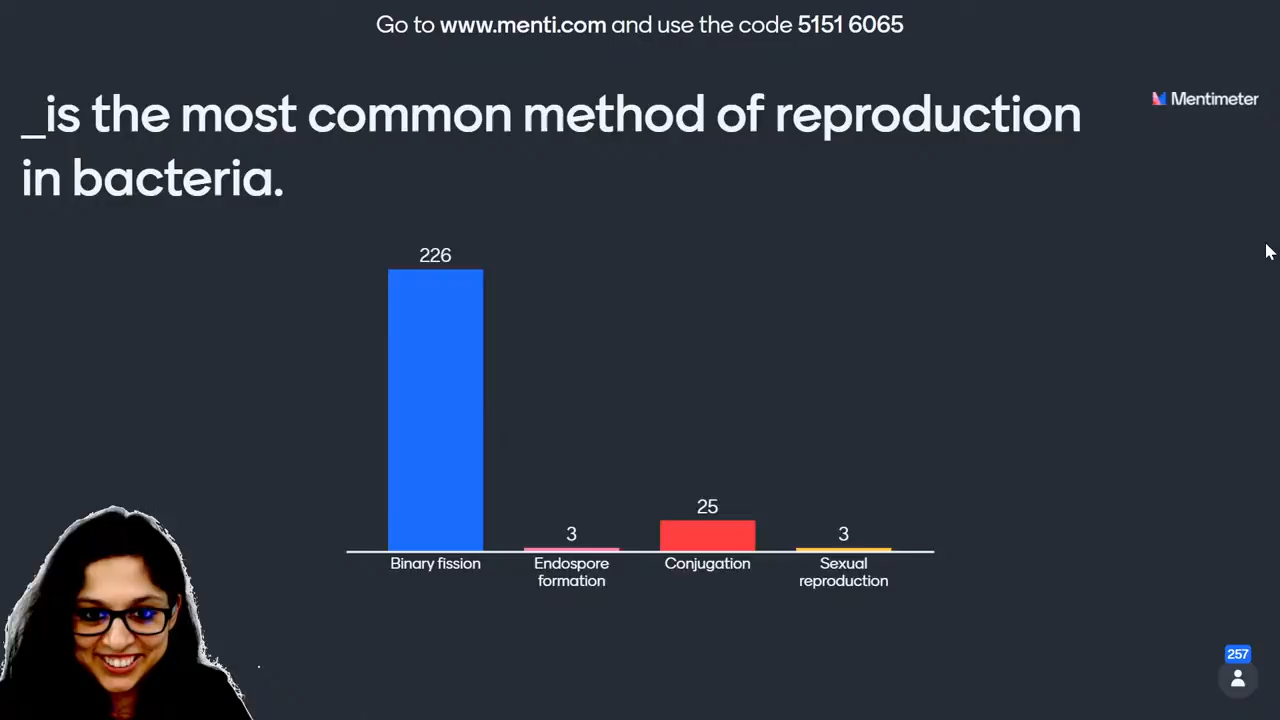 Go to www.menti.com and use the code 5151 6065
Mentimeter
_is the most common method of reproduction
in bacteria.
226
3
25
3
Binary fission
Endospore
formation
Conjugation
Sexual
reproduction
257